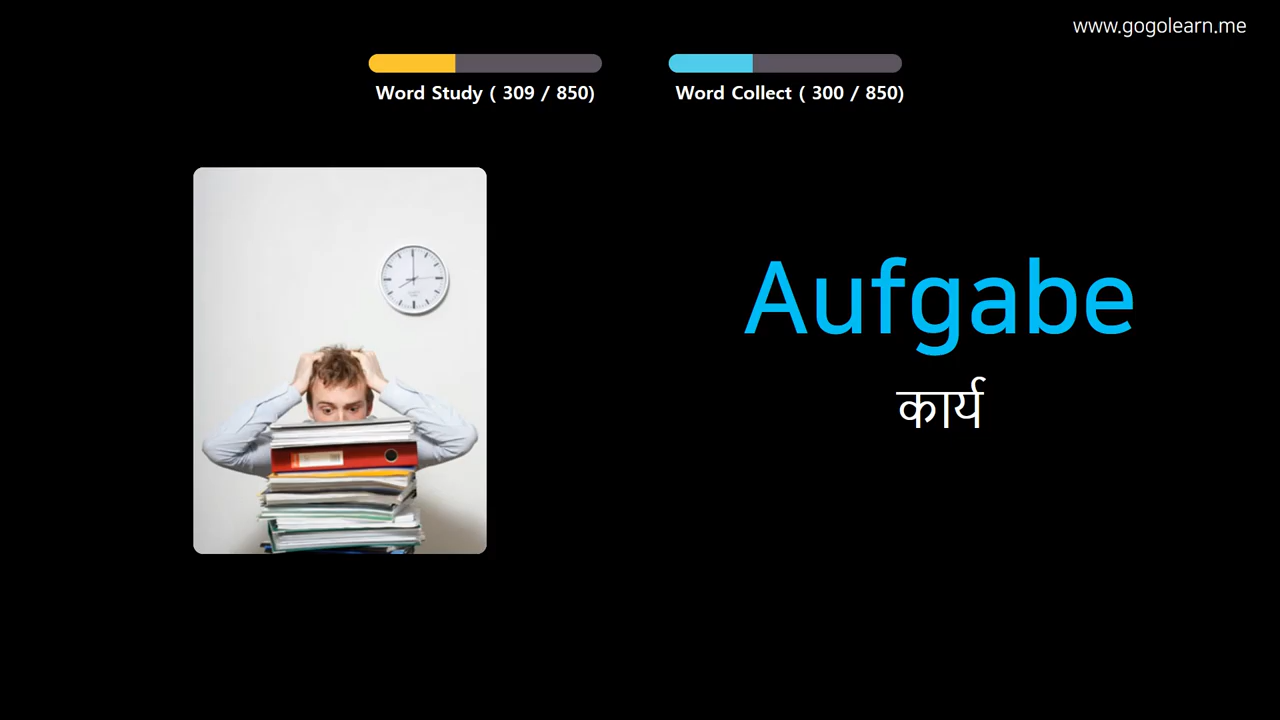 www.gogolearn.me
Word Study ( 309 / 850)
Word Collect ( 300 / 850)
Aufgabe
कार्य